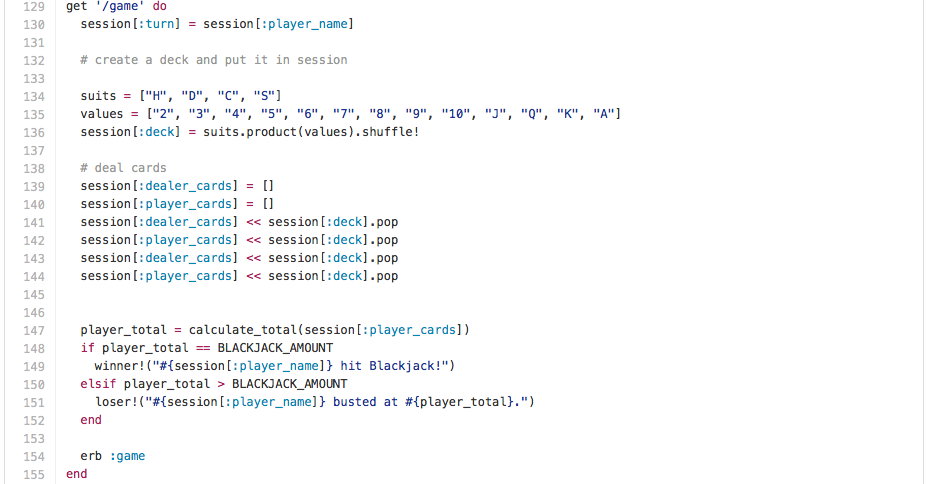 129 get '/game' do
130   session[:turn] = session[:player_name]
131
132   # create a deck and put it in session
133
134   suits = ["H", "D", "C", "S"]
135   values = ["2", "3", "4", "5", "6", "7", "8", "9", "10", "J", "Q", "K", "A"]
136   session[:deck] = suits.product(values).shuffle!
137
138   # deal cards
139   session[:dealer_cards] = []
140   session[:player_cards] = []
141   session[:dealer_cards] << session[:deck].pop
142   session[:player_cards] << session[:deck].pop
143   session[:dealer_cards] << session[:deck].pop
144   session[:player_cards] << session[:deck].pop
145
146
147   player_total = calculate_total(session[:player_cards])
148   if player_total == BLACKJACK_AMOUNT
149     winner!("#{session[:player_name]} hit Blackjack!")
150   elsif player_total > BLACKJACK_AMOUNT
151     loser!("#{session[:player_name]} busted at #{player_total}.")
152   end
153
154   erb :game
155 end